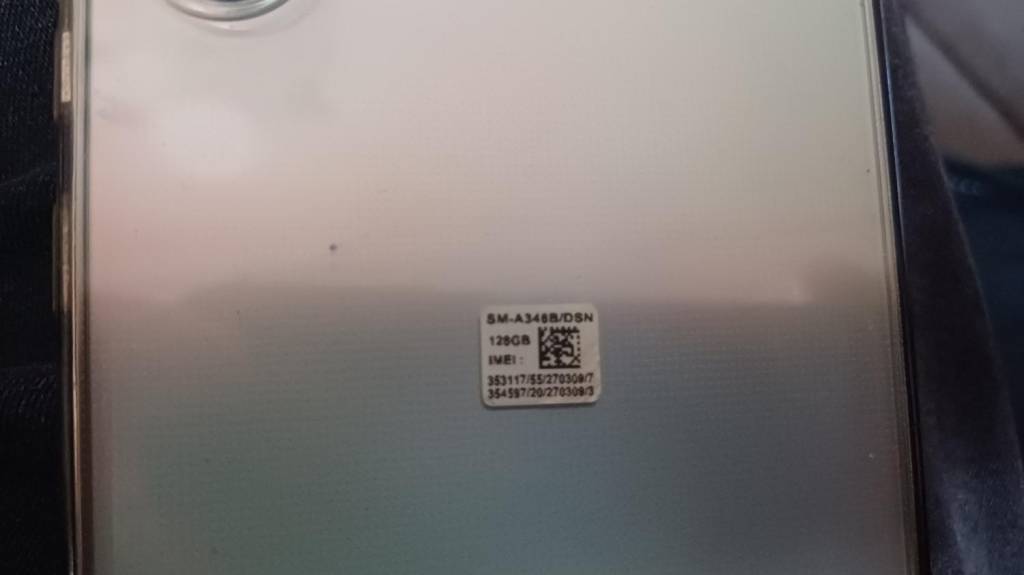 SM-A346B/DSN
128GB
IMEI :
353117/55/270309/7
354597/20/270309/3